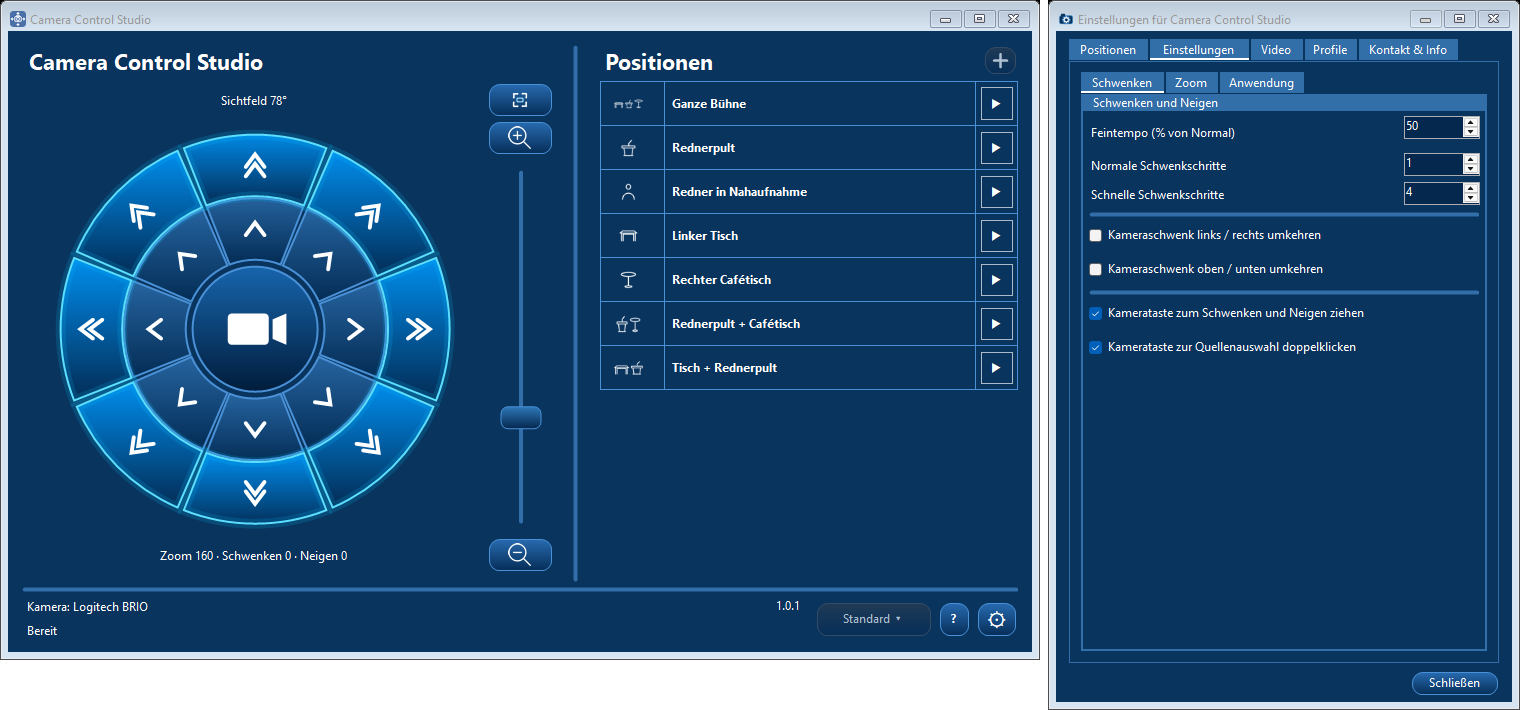 Camera Control Studio
Camera Control Studio
Sichtfeld 78°
Zoom 160 · Schwenken 0 · Neigen 0
Positionen
Ganze Bühne
Rednerpult
Redner in Nahaufnahme
Linker Tisch
Rechter Cafétisch
Rednerpult + Cafétisch
Tisch + Rednerpult
Kamera: Logitech BRIO
Bereit
1.0.1
Standard
?
Einstellungen für Camera Control Studio
Positionen Einstellungen Video Profile Kontakt & Info
Schwenken Zoom Anwendung
Schwenken und Neigen
Feintempo (% von Normal) 50
Normale Schwenkschritte 1
Schnelle Schwenkschritte 4
Kameraschwenk links / rechts umkehren
Kameraschwenk oben / unten umkehren
Kamerataste zum Schwenken und Neigen ziehen
Kamerataste zur Quellenauswahl doppelklicken
Schließen